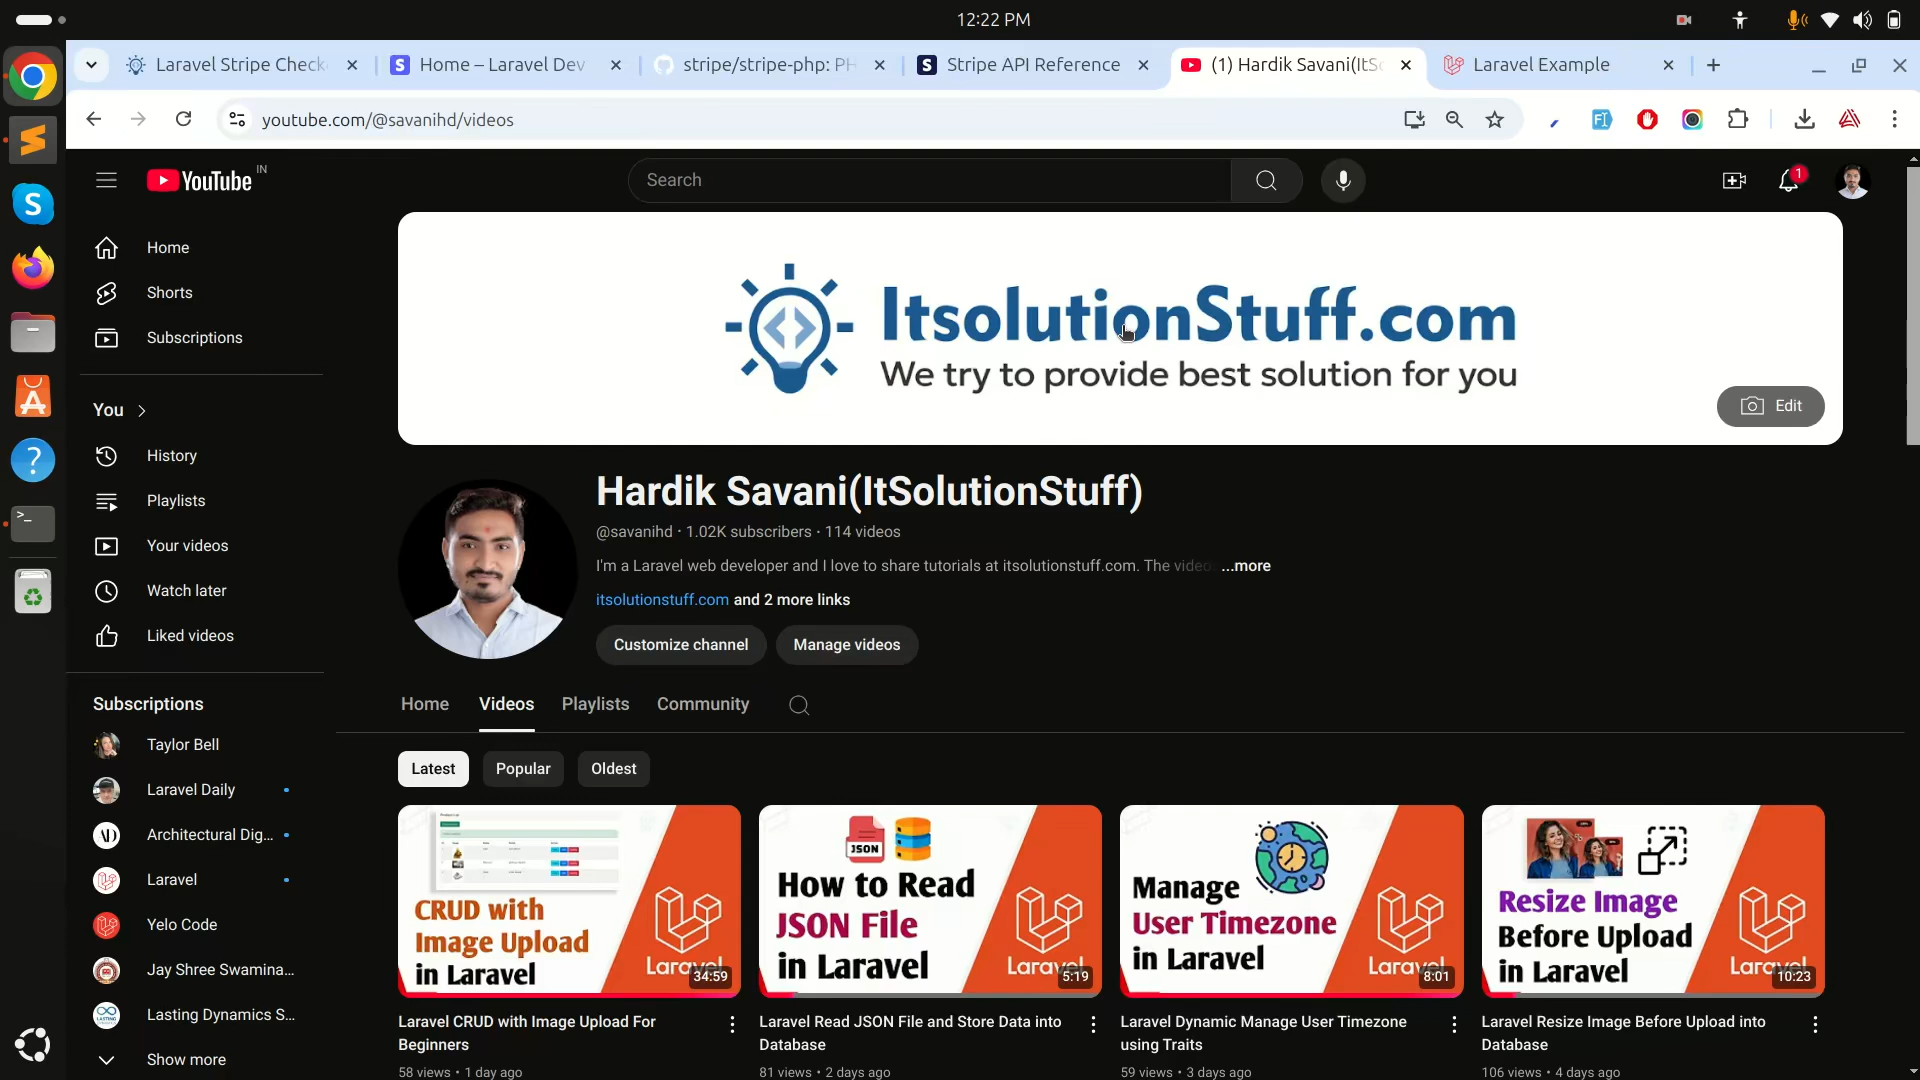 12:22 PM
Laravel Stripe Check
Home – Laravel Dev
stripe/stripe-php: PH
Stripe API Reference
(1) Hardik Savani(ItSo
Laravel Example
youtube.com/@savanihd/videos
YouTube IN
Search
1
Home
Shorts
Subscriptions
You
History
Playlists
Your videos
Watch later
Liked videos
Subscriptions
Taylor Bell
Laravel Daily
Architectural Dig...
Laravel
Yelo Code
Jay Shree Swamina...
Lasting Dynamics S...
Show more
ItsolutionStuff.com
We try to provide best solution for you
Edit
Hardik Savani(ItSolutionStuff)
@savanihd · 1.02K subscribers · 114 videos
I'm a Laravel web developer and I love to share tutorials at itsolutionstuff.com. The video ...more
itsolutionstuff.com and 2 more links
Customize channel
Manage videos
Home
Videos
Playlists
Community
Latest
Popular
Oldest
CRUD with
Image Upload
in Laravel
Laravel
34:59
JSON
How to Read
JSON File
in Laravel
Laravel
5:19
Manage
User Timezone
in Laravel
Laravel
8:01
Resize Image
Before Upload
in Laravel
Laravel
10:23
Laravel CRUD with Image Upload For
Beginners
58 views · 1 day ago
Laravel Read JSON File and Store Data into
Database
81 views · 2 days ago
Laravel Dynamic Manage User Timezone
using Traits
59 views · 3 days ago
Laravel Resize Image Before Upload into
Database
106 views · 4 days ago